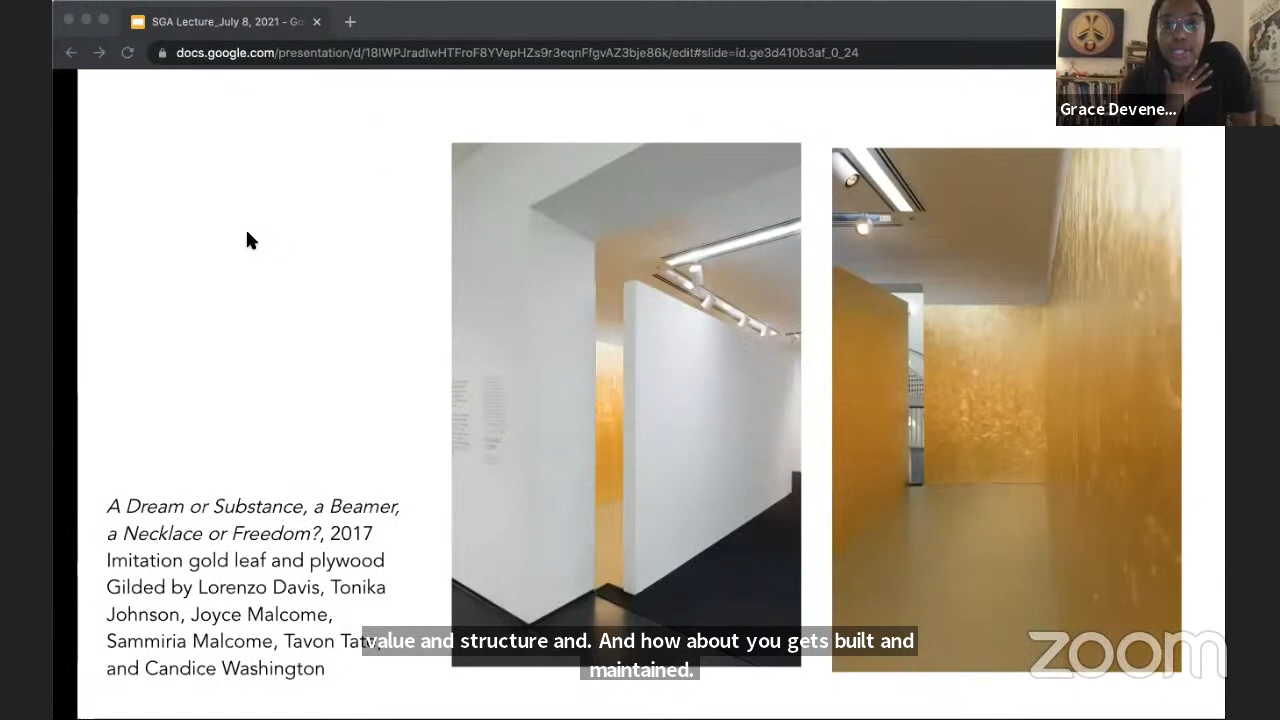 SGA Lecture_July 8, 2021 - Go
docs.google.com/presentation/d/18IWPJradIwHTFroF8YVepHZs9r3eqnFfgvAZ3bje86k/edit#slide=id.ge3d410b3af_0_24
Grace Devene...
A Dream or Substance, a Beamer,
a Necklace or Freedom?, 2017
Imitation gold leaf and plywood
Gilded by Lorenzo Davis, Tonika
Johnson, Joyce Malcome,
Sammiria Malcome, Tavon
and Candice Washington
value and structure and. And how about you gets built and
maintained.
zoom